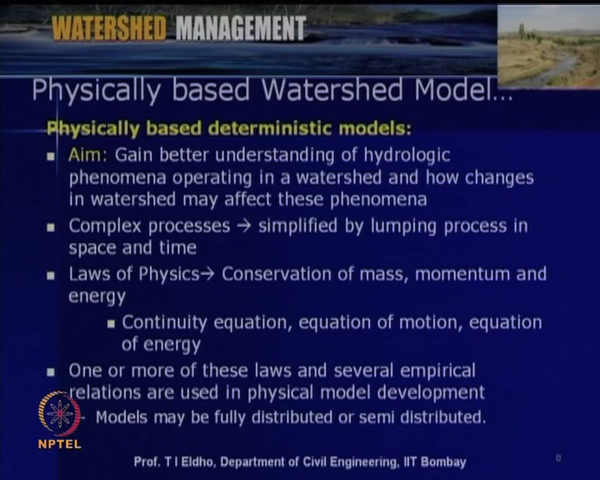 WATERSHED MANAGEMENT
Physically based Watershed Model...
Physically based deterministic models:
Aim: Gain better understanding of hydrologic
phenomena operating in a watershed and how changes
in watershed may affect these phenomena
Complex processes → simplified by lumping process in
space and time
Laws of Physics→ Conservation of mass, momentum and
energy
Continuity equation, equation of motion, equation
of energy
One or more of these laws and several empirical
relations are used in physical model development
- Models may be fully distributed or semi distributed.
NPTEL
Prof. T I Eldho, Department of Civil Engineering, IIT Bombay